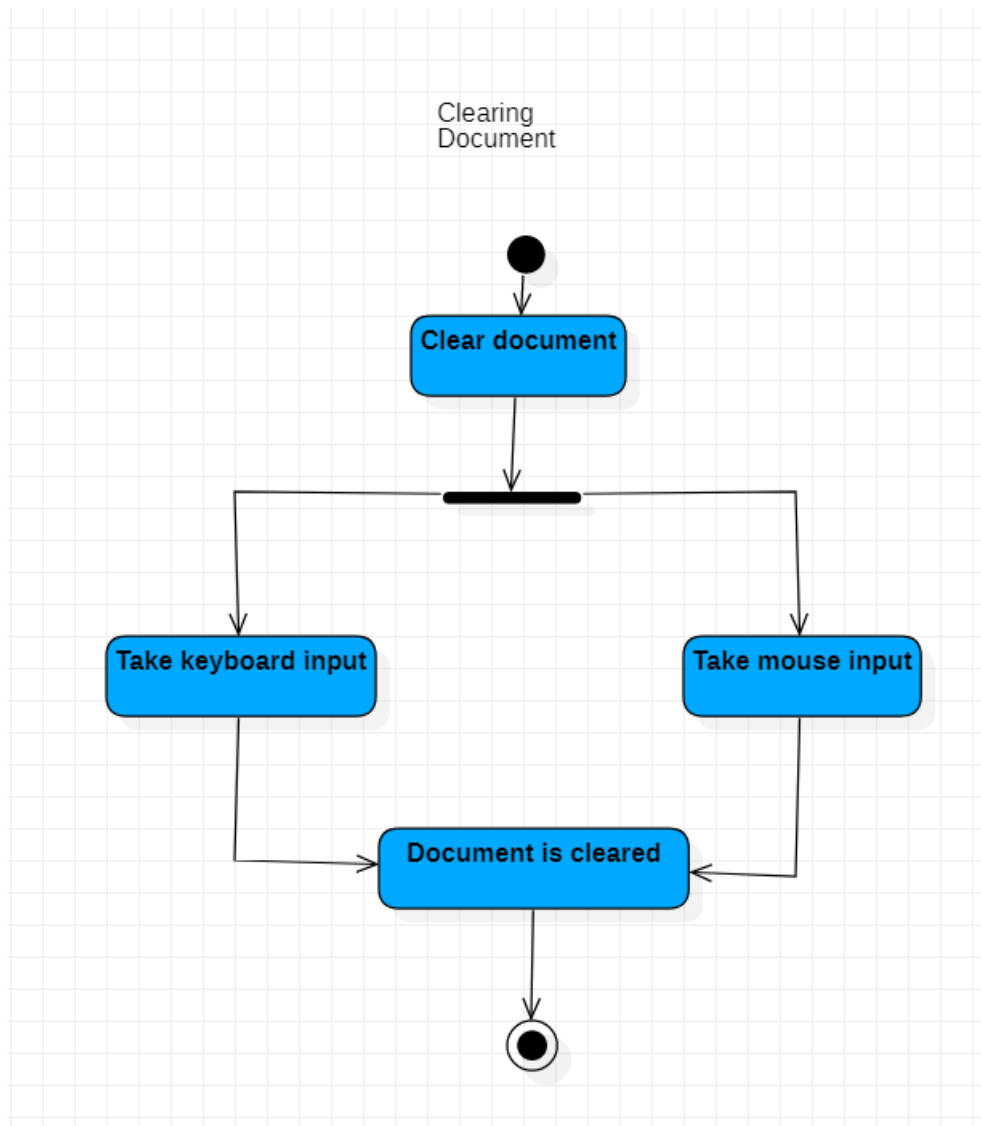 Clearing
Document
Clear document
Take keyboard input
Take mouse input
Document is cleared